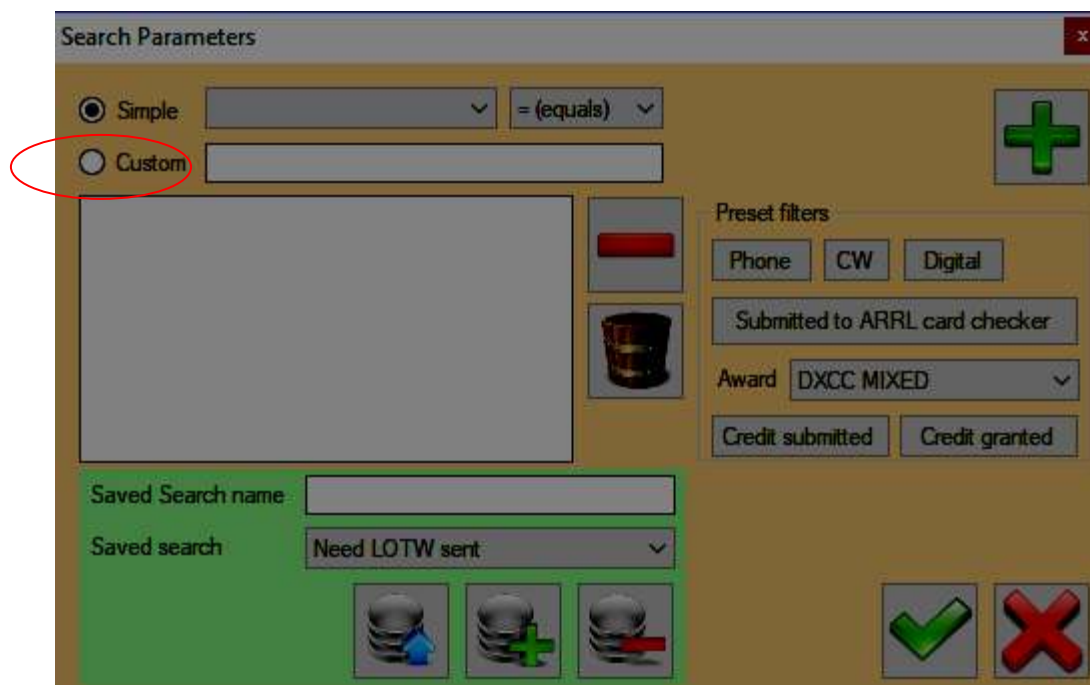 Search Parameters
x
Simple = (equals)
Custom
Preset filters
Phone CW Digital
Submitted to ARRL card checker
Award DXCC MIXED
Credit submitted Credit granted
Saved Search name
Saved search Need LOTW sent